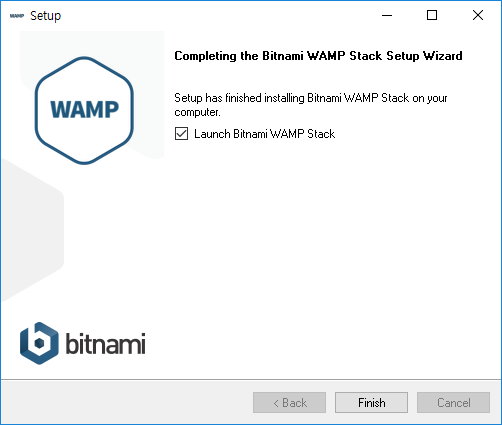 WAMP Setup
Completing the Bitnami WAMP Stack Setup Wizard
WAMP
Setup has finished installing Bitnami WAMP Stack on your
computer.
Launch Bitnami WAMP Stack
bitnami
< Back Finish Cancel